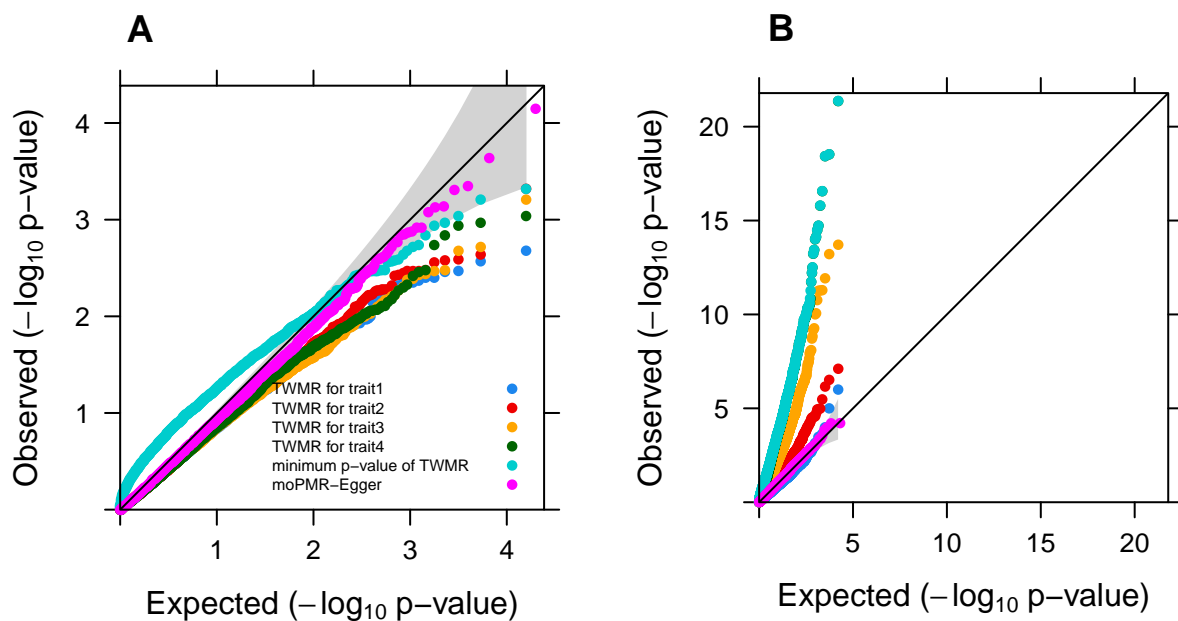 A
Observed (−log10 p−value)
4
3
2
1
TWMR for trait1
TWMR for trait2
TWMR for trait3
TWMR for trait4
minimum p−value of TWMR
moPMR−Egger
1 2 3 4
Expected (−log10 p−value)
B
Observed (−log10 p−value)
20
15
10
5
5 10 15 20
Expected (−log10 p−value)